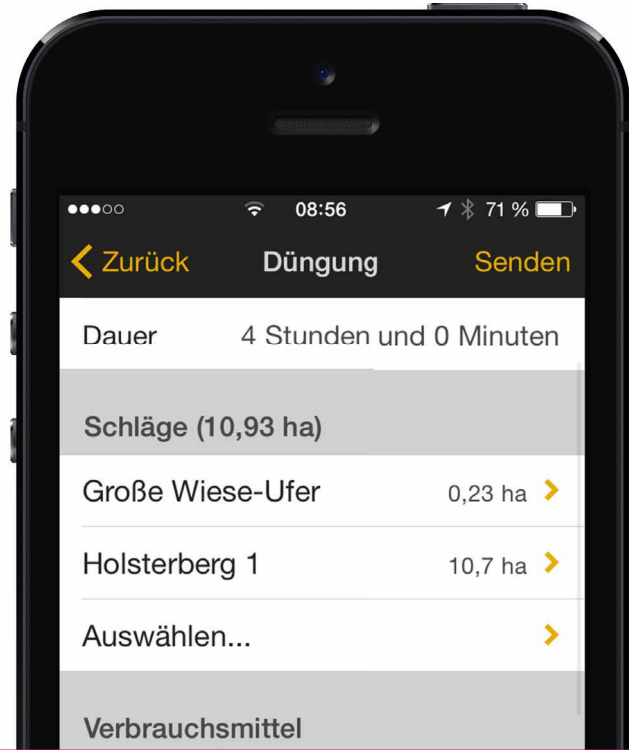 08:56 71 %
Zurück Düngung Senden
Dauer 4 Stunden und 0 Minuten
Schläge (10,93 ha)
Große Wiese-Ufer 0,23 ha
Holsterberg 1 10,7 ha
Auswählen...
Verbrauchsmittel